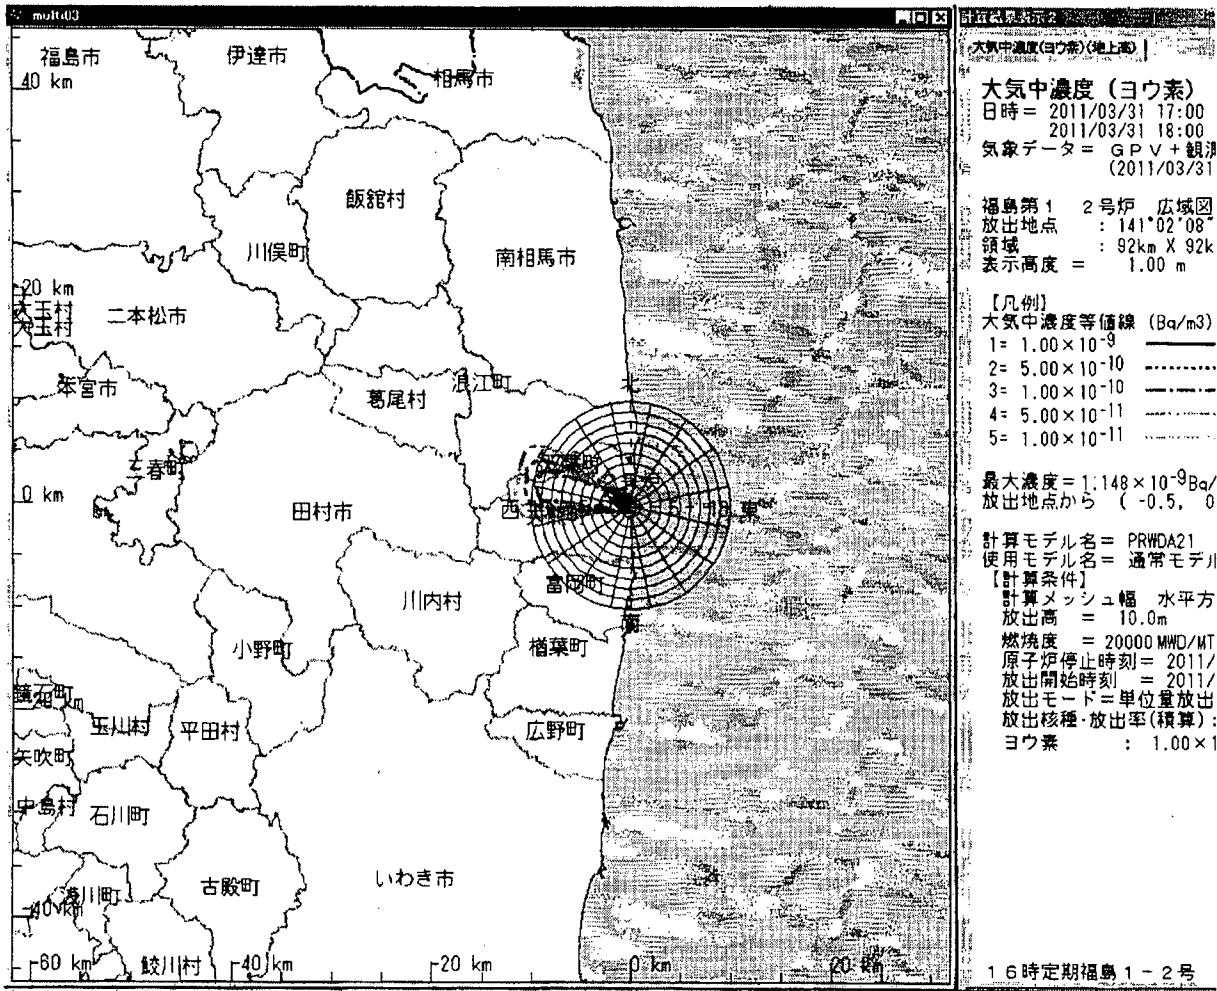 multi03
福島市
伊達市
相馬市
40 km
飯舘村
川俣町
南相馬市
20 km
大玉村
大玉村
二本松市
本宮市
葛尾村
浪江町
北
三春町
双葉町
0 km
田村市
西
東
富岡町
川内村
南
小野町
楢葉町
鏡石町
玉川村
平田村
広野町
矢吹町
中島村
石川町
浅川町
古殿町
いわき市
-40 km
-60 km
鮫川村
-40 km
-20 km
0 km
20 km
計算結果表示2
大気中濃度(ヨウ素)(地上高)
大気中濃度（ヨウ素）
日時＝ 2011/03/31 17:00
2011/03/31 18:00
気象データ＝ ＧＰＶ＋観測
(2011/03/31
福島第１　２号炉　広域図
放出地点　： 141°02'08"
領域　： 92km X 92k
表示高度 ＝　1.00 m
【凡例】
大気中濃度等値線 (Bq/m3)
1= 1.00×10⁻⁹
2= 5.00×10⁻¹⁰
3= 1.00×10⁻¹⁰
4= 5.00×10⁻¹¹
5= 1.00×10⁻¹¹
最大濃度＝1.148×10⁻⁹Bq/
放出地点から　( -0.5,　0
計算モデル名＝ PRWDA21
使用モデル名＝ 通常モデル
【計算条件】
計算メッシュ幅　水平方
放出高　＝　10.0m
燃焼度　＝ 20000MWD/MT
原子炉停止時刻＝ 2011/
放出開始時刻　＝ 2011/
放出モード＝単位量放出
放出核種・放出率(積算)：
ヨウ素　： 1.00×1
１６時定期福島１－２号